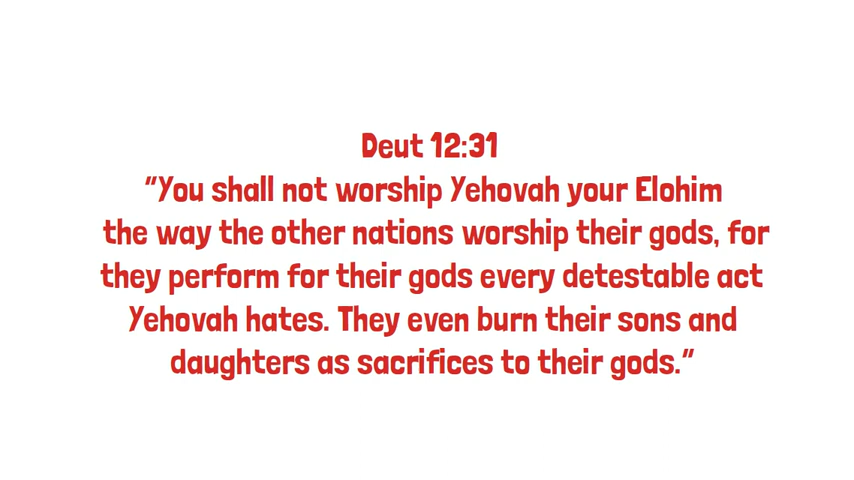 Deut 12:31
"You shall not worship Yehovah your Elohim
the way the other nations worship their gods, for
they perform for their gods every detestable act
Yehovah hates. They even burn their sons and
daughters as sacrifices to their gods."